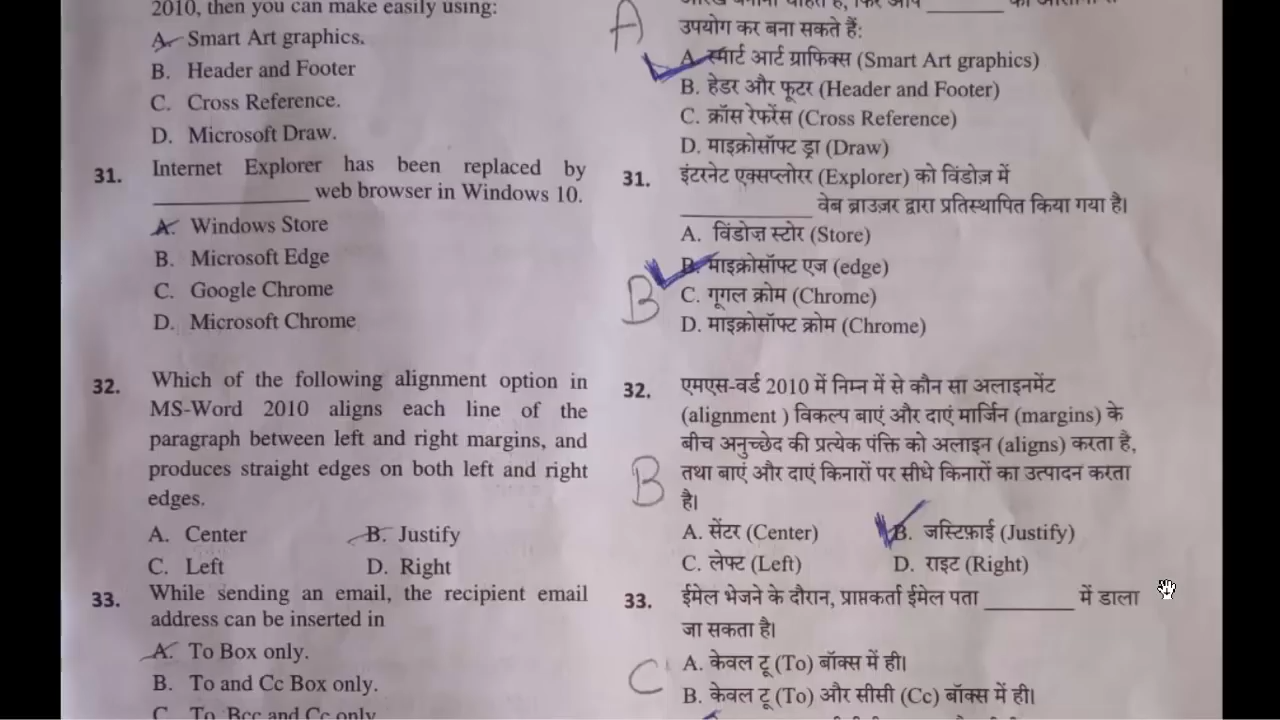 2010, then you can make easily using:
A. Smart Art graphics.
B. Header and Footer
C. Cross Reference.
D. Microsoft Draw.
31. Internet Explorer has been replaced by
____________ web browser in Windows 10.
A. Windows Store
B. Microsoft Edge
C. Google Chrome
D. Microsoft Chrome
32. Which of the following alignment option in
MS-Word 2010 aligns each line of the
paragraph between left and right margins, and
produces straight edges on both left and right
edges.
A. Center B. Justify
C. Left D. Right
33. While sending an email, the recipient email
address can be inserted in
A. To Box only.
B. To and Cc Box only.
C. To, Bcc and Cc only
A
उपयोग कर बना सकते हैं:
A. स्मार्ट आर्ट ग्राफिक्स (Smart Art graphics)
B. हेडर और फूटर (Header and Footer)
C. क्रॉस रेफरेंस (Cross Reference)
D. माइक्रोसॉफ्ट ड्रा (Draw)
31. इंटरनेट एक्सप्लोरर (Explorer) को विंडोज़ में
____________ वेब ब्राउज़र द्वारा प्रतिस्थापित किया गया है।
A. विंडोज़ स्टोर (Store)
B. माइक्रोसॉफ्ट एज (edge)
B
C. गूगल क्रोम (Chrome)
D. माइक्रोसॉफ्ट क्रोम (Chrome)
32. एमएस-वर्ड 2010 में निम्न में से कौन सा अलाइनमेंट
(alignment ) विकल्प बाएं और दाएं मार्जिन (margins) के
बीच अनुच्छेद की प्रत्येक पंक्ति को अलाइन (aligns) करता है,
तथा बाएं और दाएं किनारों पर सीधे किनारों का उत्पादन करता
B
है।
A. सेंटर (Center) B. जस्टिफ़ाई (Justify)
C. लेफ्ट (Left) D. राइट (Right)
33. ईमेल भेजने के दौरान, प्राप्तकर्ता ईमेल पता ________ में डाला
जा सकता है।
A. केवल टू (To) बॉक्स में ही।
C
B. केवल टू (To) और सीसी (Cc) बॉक्स में ही।